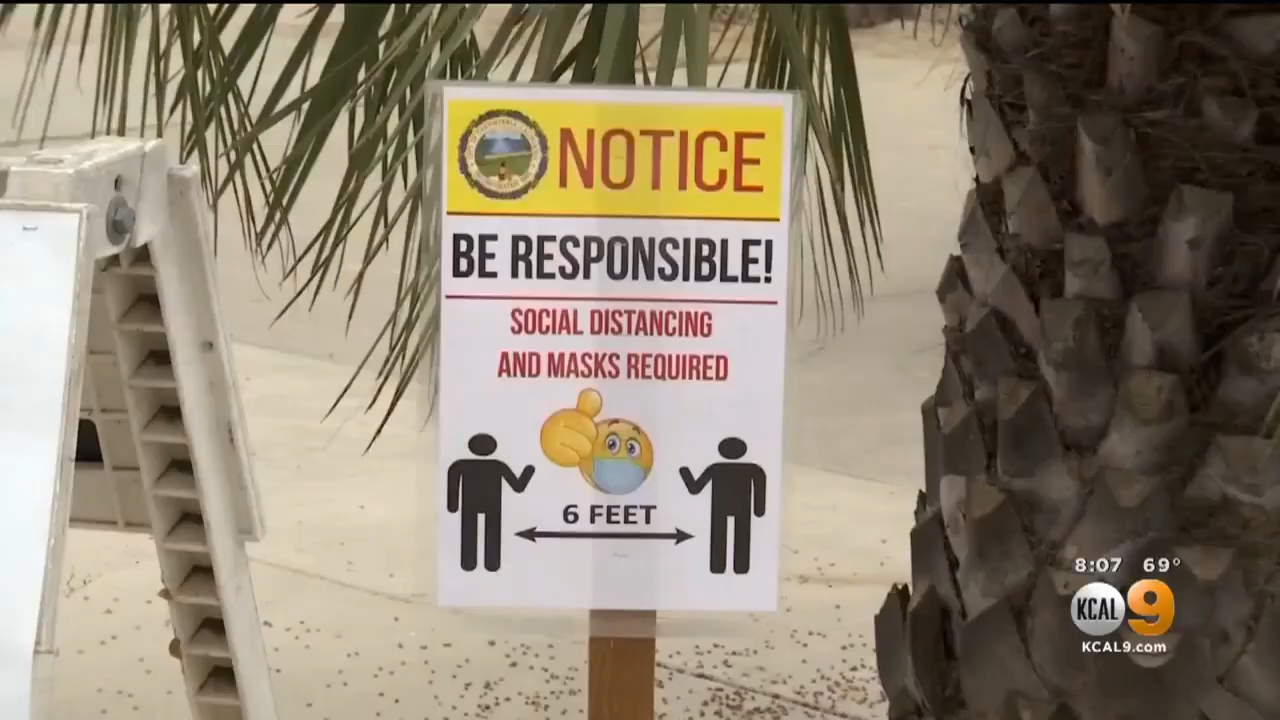 NOTICE
BE RESPONSIBLE!
SOCIAL DISTANCING
AND MASKS REQUIRED
6 FEET
8:07 69°
KCAL 9
KCAL9.com